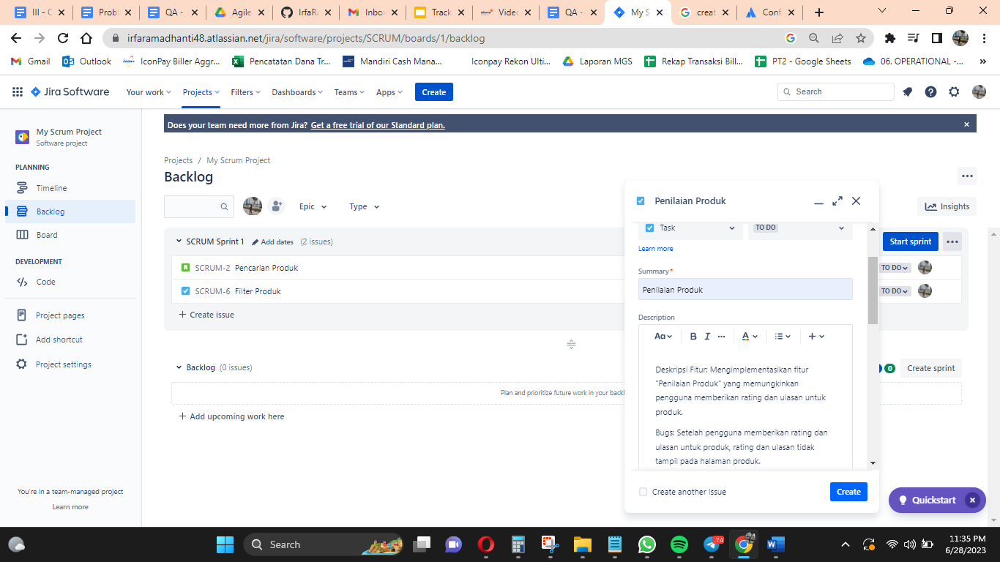 III - C
Probl
QA -
Agile
IrfaRa
Inbo
Track
Video
QA -
My S
creat
Conf
irfaramadhanti48.atlassian.net/jira/software/projects/SCRUM/boards/1/backlog
Gmail
Outlook
IconPay Biller Aggr...
Pencatatan Dana Tr...
Mandiri Cash Mana...
Iconpay Rekon Ulti...
Laporan MGS
Rekap Transaksi Bill...
PT2 - Google Sheets
06. OPERATIONAL -...
»
Jira Software
Your work
Projects
Filters
Dashboards
Teams
Apps
Create
Search
My Scrum Project
Software project
Does your team need more from Jira? Get a free trial of our Standard plan.
PLANNING
Timeline
Backlog
Board
DEVELOPMENT
Code
Project pages
Add shortcut
Project settings
You're in a team-managed project
Learn more
Projects / My Scrum Project
Backlog
Epic
Type
Insights
SCRUM Sprint 1 Add dates (2 issues)
Start sprint
SCRUM-2 Pencarian Produk
TO DO
SCRUM-6 Filter Produk
TO DO
+ Create issue
Backlog (0 issues)
0
Create sprint
Plan and prioritize future work in your backl
+ Add upcoming work here
Penilaian Produk
Task
TO DO
Learn more
Summary*
Penilaian Produk
Description
Aa
B I ... A
Deskripsi Fitur: Mengimplementasikan fitur
"Penilaian Produk" yang memungkinkan
pengguna memberikan rating dan ulasan untuk
produk.
Bugs: Setelah pengguna memberikan rating dan
ulasan untuk produk, rating dan ulasan tidak
tampil pada halaman produk.
Create another issue
Create
Quickstart
Search
74
11:35 PM
6/28/2023